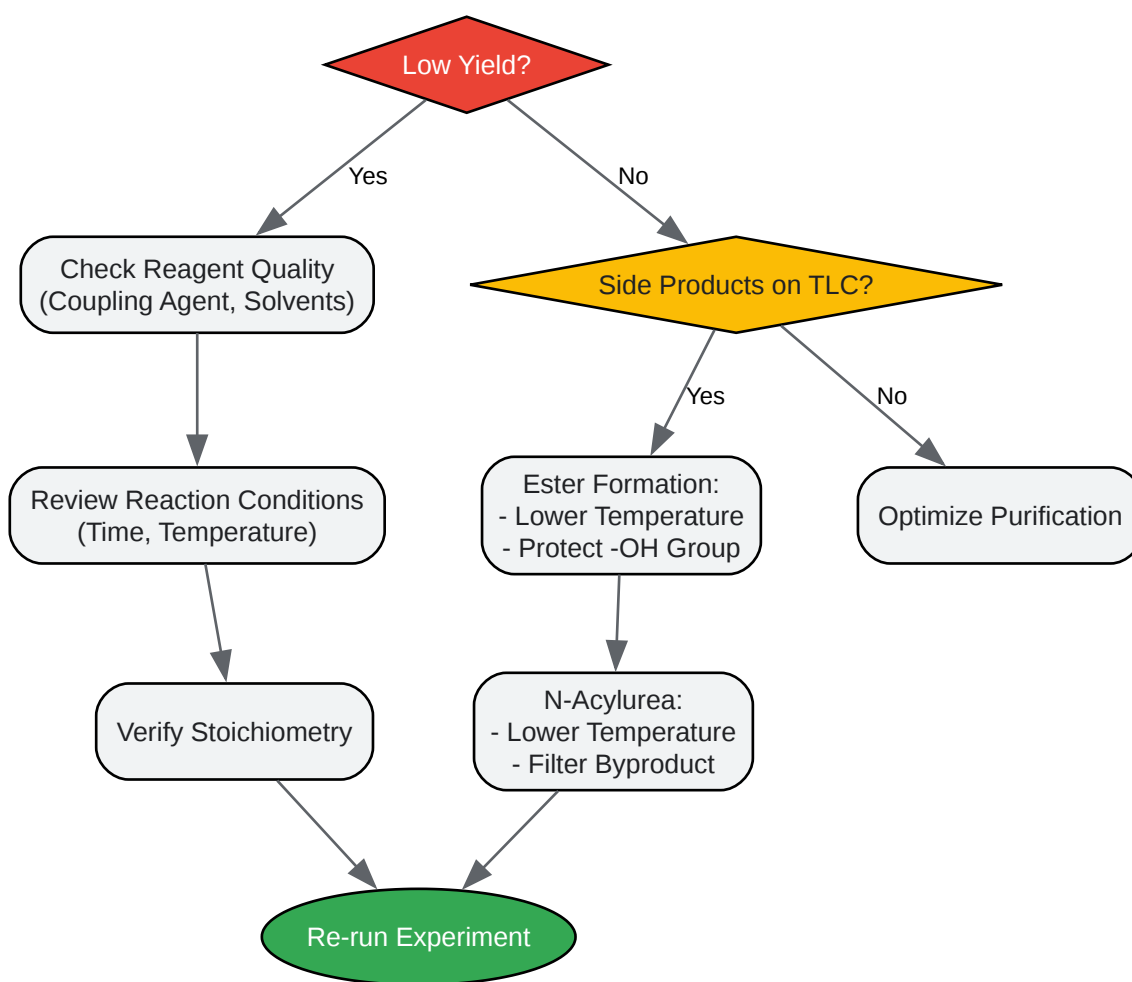 Low Yield?
Yes
No
Check Reagent Quality
(Coupling Agent, Solvents)
Side Products on TLC?
Yes
No
Review Reaction Conditions
(Time, Temperature)
Ester Formation:
- Lower Temperature
- Protect -OH Group
Optimize Purification
Verify Stoichiometry
N-Acylurea:
- Lower Temperature
- Filter Byproduct
Re-run Experiment